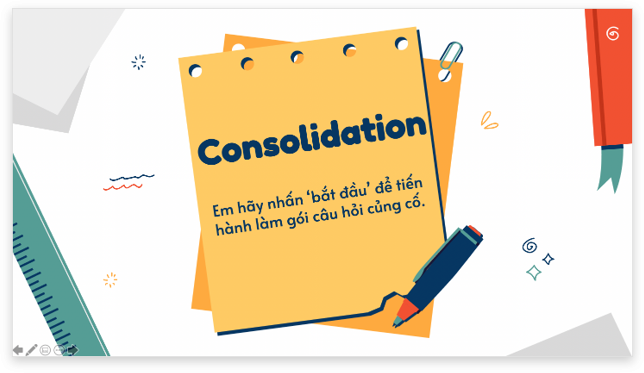 Consolidation
Em hãy nhấn ‘bắt đầu’ để tiến
hành làm gói câu hỏi củng cố.